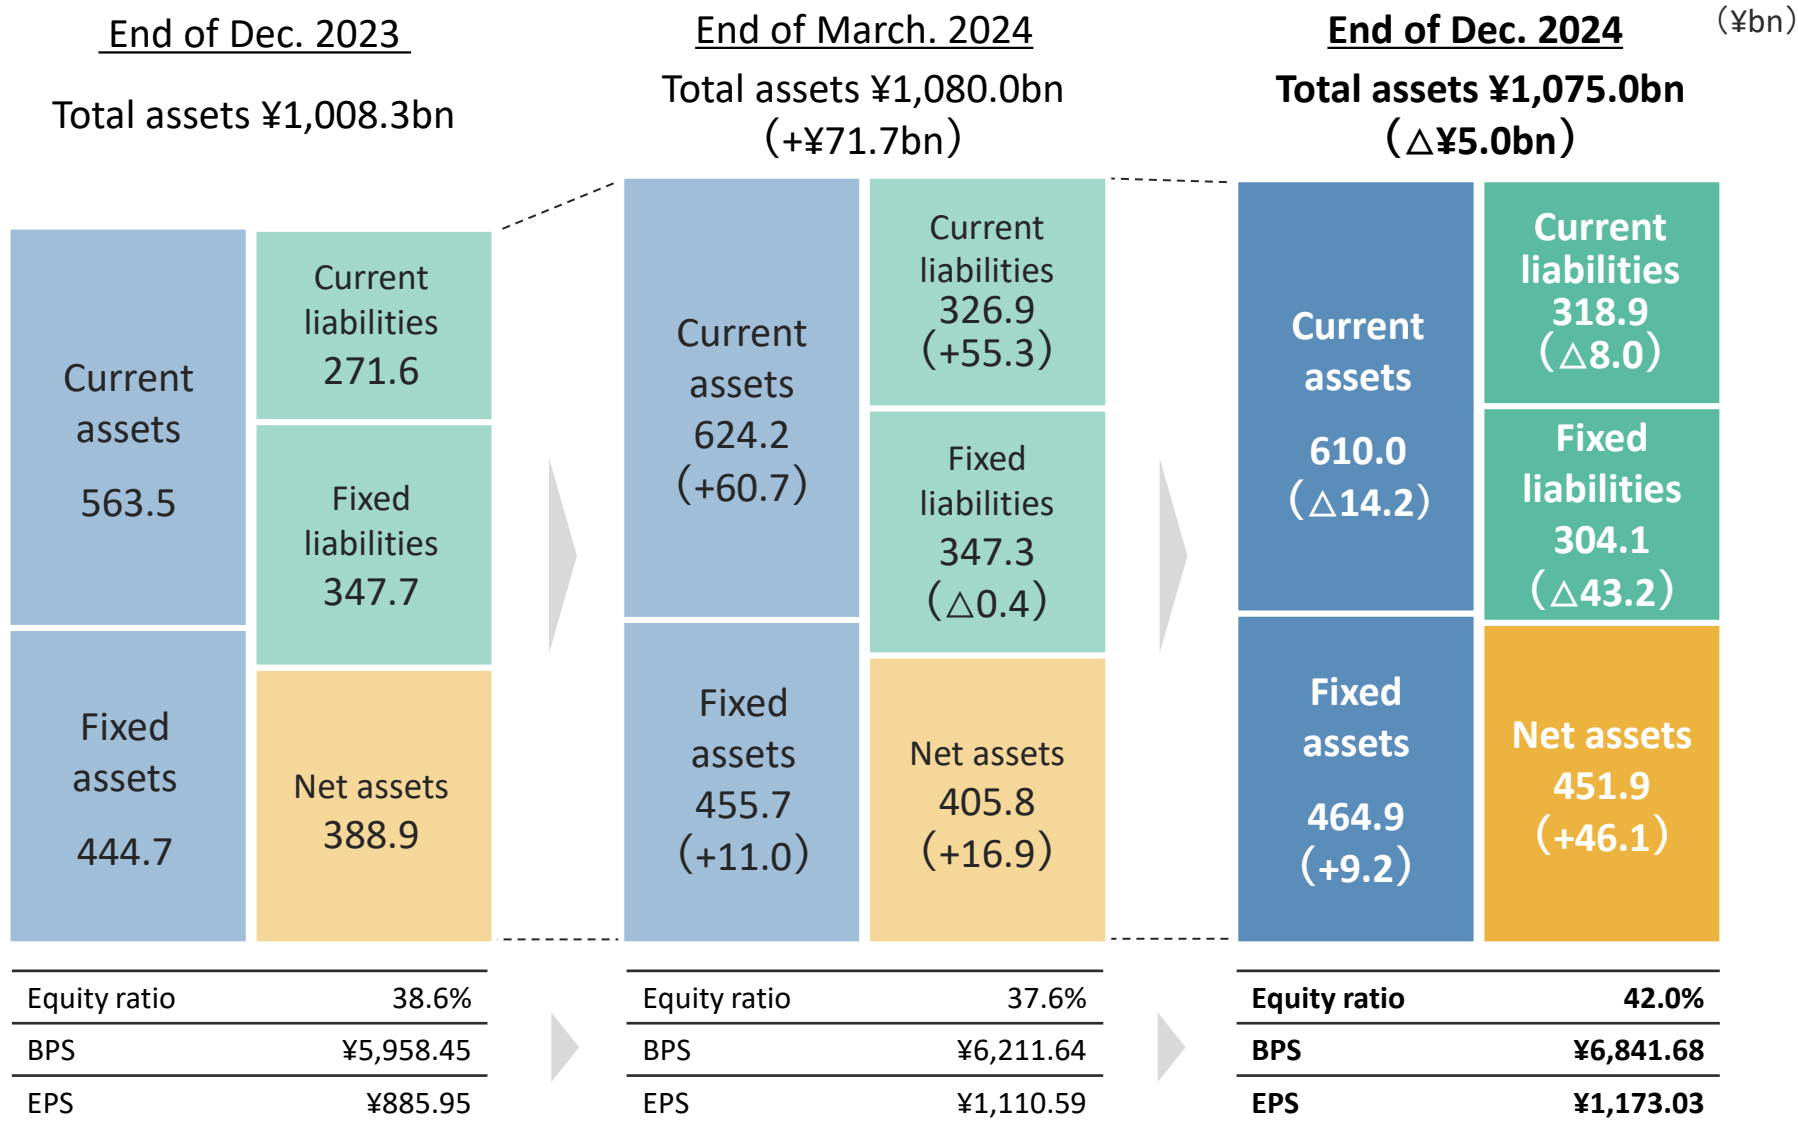 (¥bn)
End of Dec. 2023
Total assets ¥1,008.3bn
Current
assets
563.5
Fixed
assets
444.7
Current
liabilities
271.6
Fixed
liabilities
347.7
Net assets
388.9
Equity ratio 38.6%
BPS ¥5,958.45
EPS ¥885.95
End of March. 2024
Total assets ¥1,080.0bn
(+¥71.7bn)
Current
assets
624.2
(+60.7)
Fixed
assets
455.7
(+11.0)
Current
liabilities
326.9
(+55.3)
Fixed
liabilities
347.3
(△0.4)
Net assets
405.8
(+16.9)
Equity ratio 37.6%
BPS ¥6,211.64
EPS ¥1,110.59
End of Dec. 2024
Total assets ¥1,075.0bn
(△¥5.0bn)
Current
assets
610.0
(△14.2)
Fixed
assets
464.9
(+9.2)
Current
liabilities
318.9
(△8.0)
Fixed
liabilities
304.1
(△43.2)
Net assets
451.9
(+46.1)
Equity ratio 42.0%
BPS ¥6,841.68
EPS ¥1,173.03